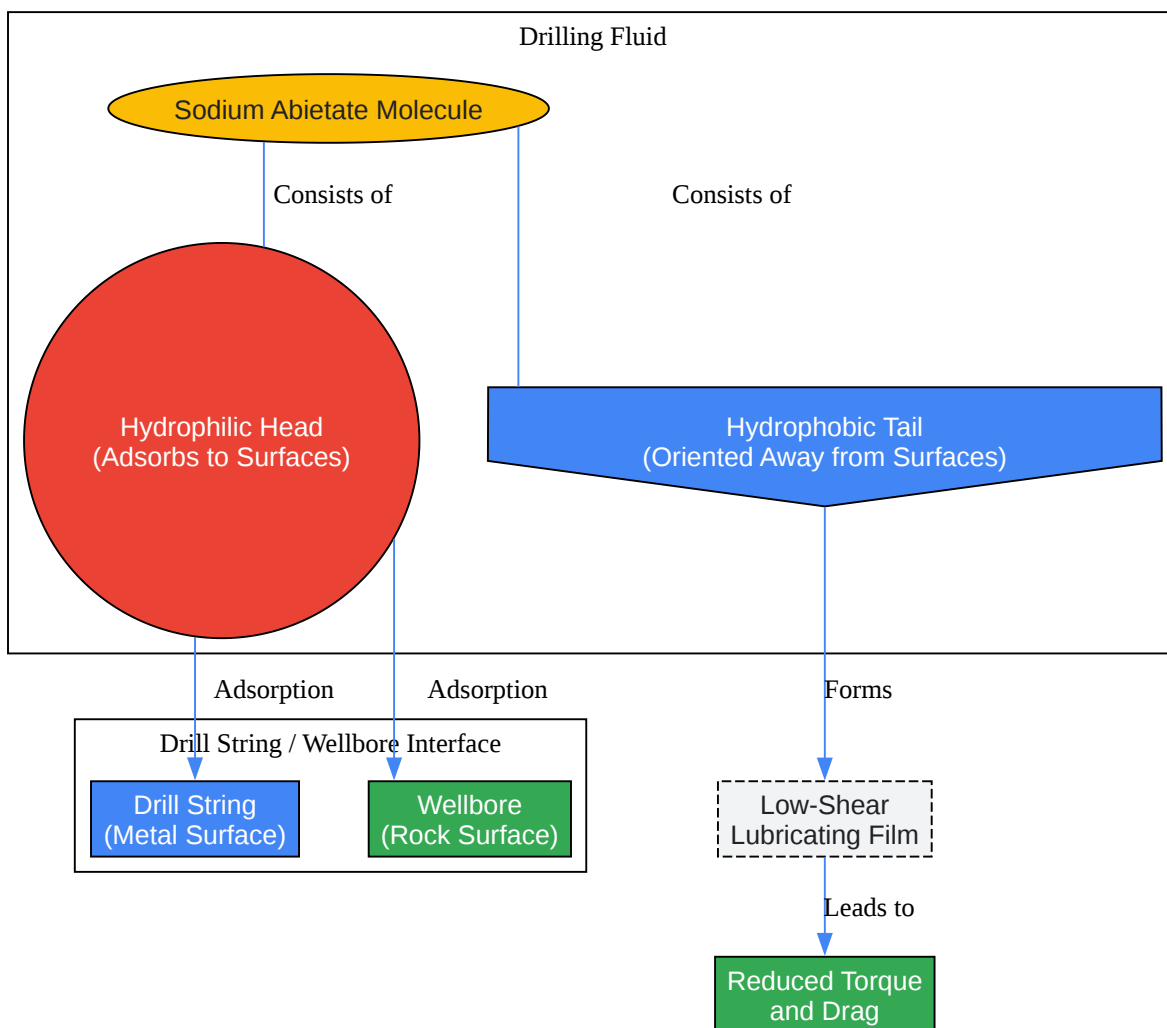 Drilling Fluid
Sodium Abietate Molecule
Consists of
Consists of
Hydrophilic Head
(Adsorbs to Surfaces)
Hydrophobic Tail
(Oriented Away from Surfaces)
Adsorption
Adsorption
Forms
Drill String / Wellbore Interface
Drill String
(Metal Surface)
Wellbore
(Rock Surface)
Low-Shear
Lubricating Film
Leads to
Reduced Torque
and Drag